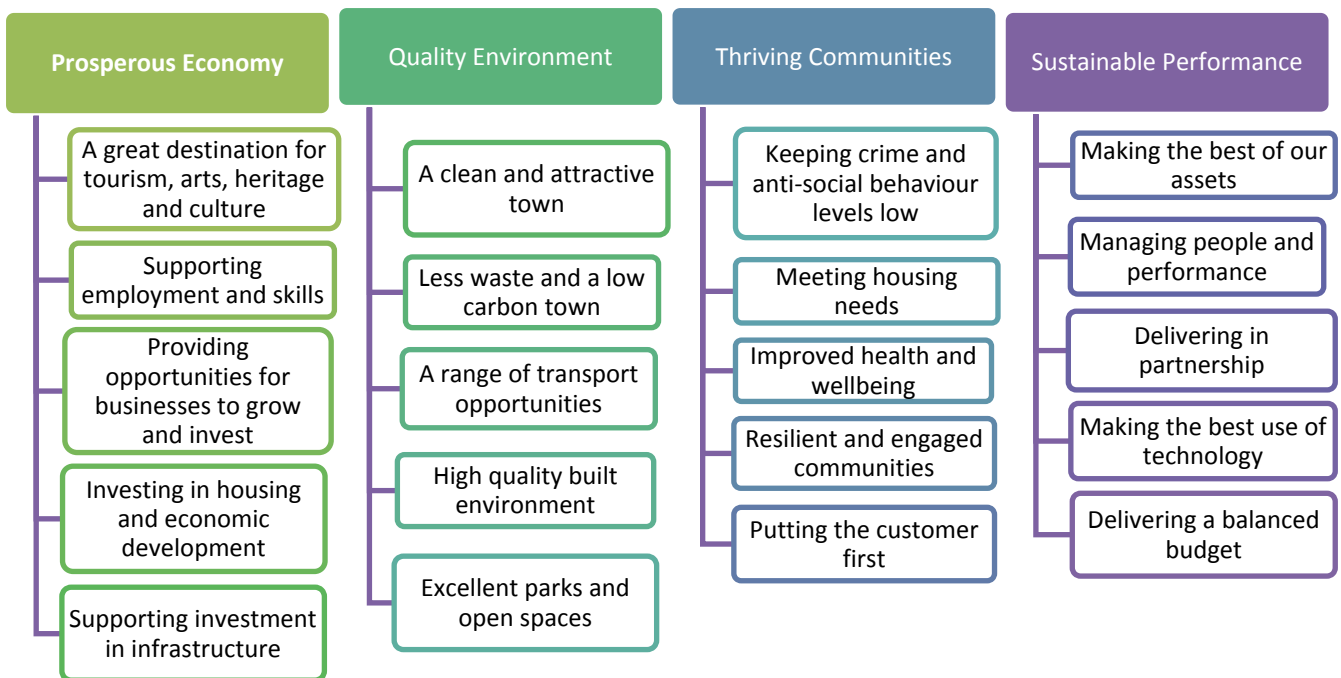 Prosperous Economy
A great destination for
tourism, arts, heritage
and culture
Supporting
employment and skills
Providing
opportunities for
businesses to grow
and invest
Investing in housing
and economic
development
Supporting investment
in infrastructure
Quality Environment
A clean and attractive
town
Less waste and a low
carbon town
A range of transport
opportunities
High quality built
environment
Excellent parks and
open spaces
Thriving Communities
Keeping crime and
anti-social behaviour
levels low
Meeting housing
needs
Improved health and
wellbeing
Resilient and engaged
communities
Putting the customer
first
Sustainable Performance
Making the best of our
assets
Managing people and
performance
Delivering in
partnership
Making the best use of
technology
Delivering a balanced
budget